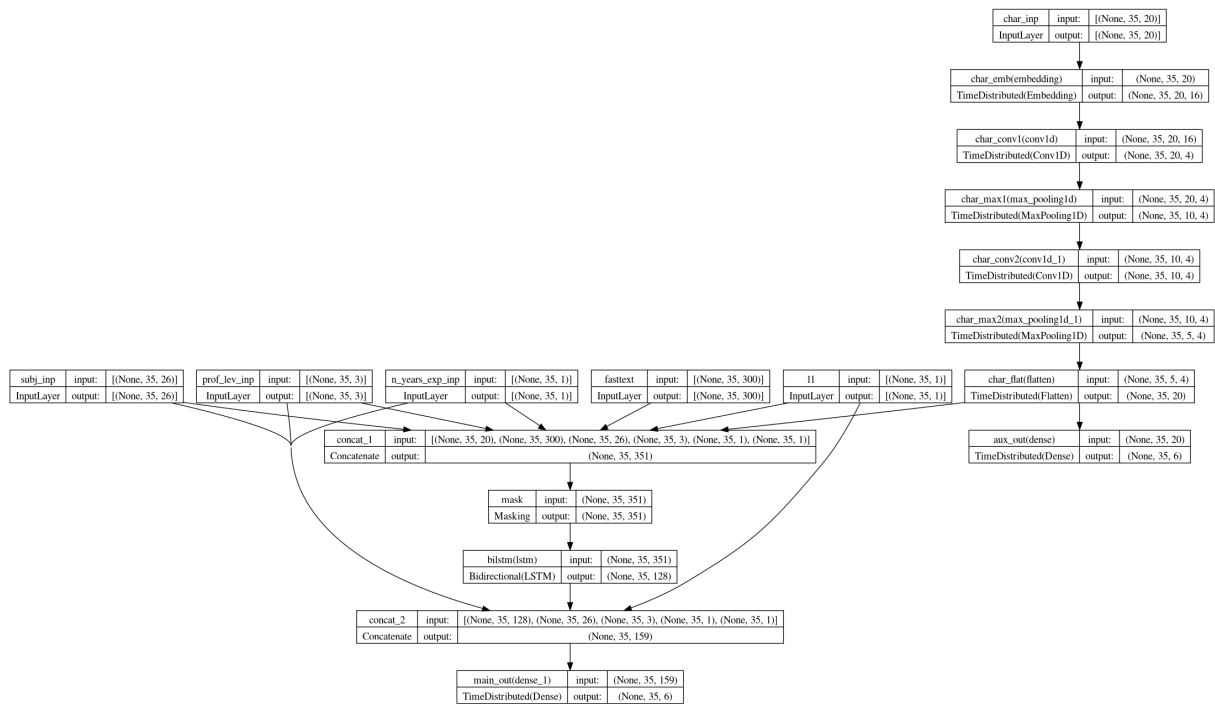 char_inp input: [(None, 35, 20)]
InputLayer output: [(None, 35, 20)]
char_emb(embedding) input: (None, 35, 20)
TimeDistributed(Embedding) output: (None, 35, 20, 16)
char_conv1(conv1d) input: (None, 35, 20, 16)
TimeDistributed(Conv1D) output: (None, 35, 20, 4)
char_max1(max_pooling1d) input: (None, 35, 20, 4)
TimeDistributed(MaxPooling1D) output: (None, 35, 10, 4)
char_conv2(conv1d_1) input: (None, 35, 10, 4)
TimeDistributed(Conv1D) output: (None, 35, 10, 4)
char_max2(max_pooling1d_1) input: (None, 35, 10, 4)
TimeDistributed(MaxPooling1D) output: (None, 35, 5, 4)
subj_inp input: [(None, 35, 26)]
InputLayer output: [(None, 35, 26)]
prof_lev_inp input: [(None, 35, 3)]
InputLayer output: [(None, 35, 3)]
n_years_exp_inp input: [(None, 35, 1)]
InputLayer output: [(None, 35, 1)]
fasttext input: [(None, 35, 300)]
InputLayer output: [(None, 35, 300)]
l1 input: [(None, 35, 1)]
InputLayer output: [(None, 35, 1)]
char_flat(flatten) input: (None, 35, 5, 4)
TimeDistributed(Flatten) output: (None, 35, 20)
concat_1 input: [(None, 35, 20), (None, 35, 300), (None, 35, 26), (None, 35, 3), (None, 35, 1), (None, 35, 1)]
Concatenate output: (None, 35, 351)
aux_out(dense) input: (None, 35, 20)
TimeDistributed(Dense) output: (None, 35, 6)
mask input: (None, 35, 351)
Masking output: (None, 35, 351)
bilstm(lstm) input: (None, 35, 351)
Bidirectional(LSTM) output: (None, 35, 128)
concat_2 input: [(None, 35, 128), (None, 35, 26), (None, 35, 3), (None, 35, 1), (None, 35, 1)]
Concatenate output: (None, 35, 159)
main_out(dense_1) input: (None, 35, 159)
TimeDistributed(Dense) output: (None, 35, 6)